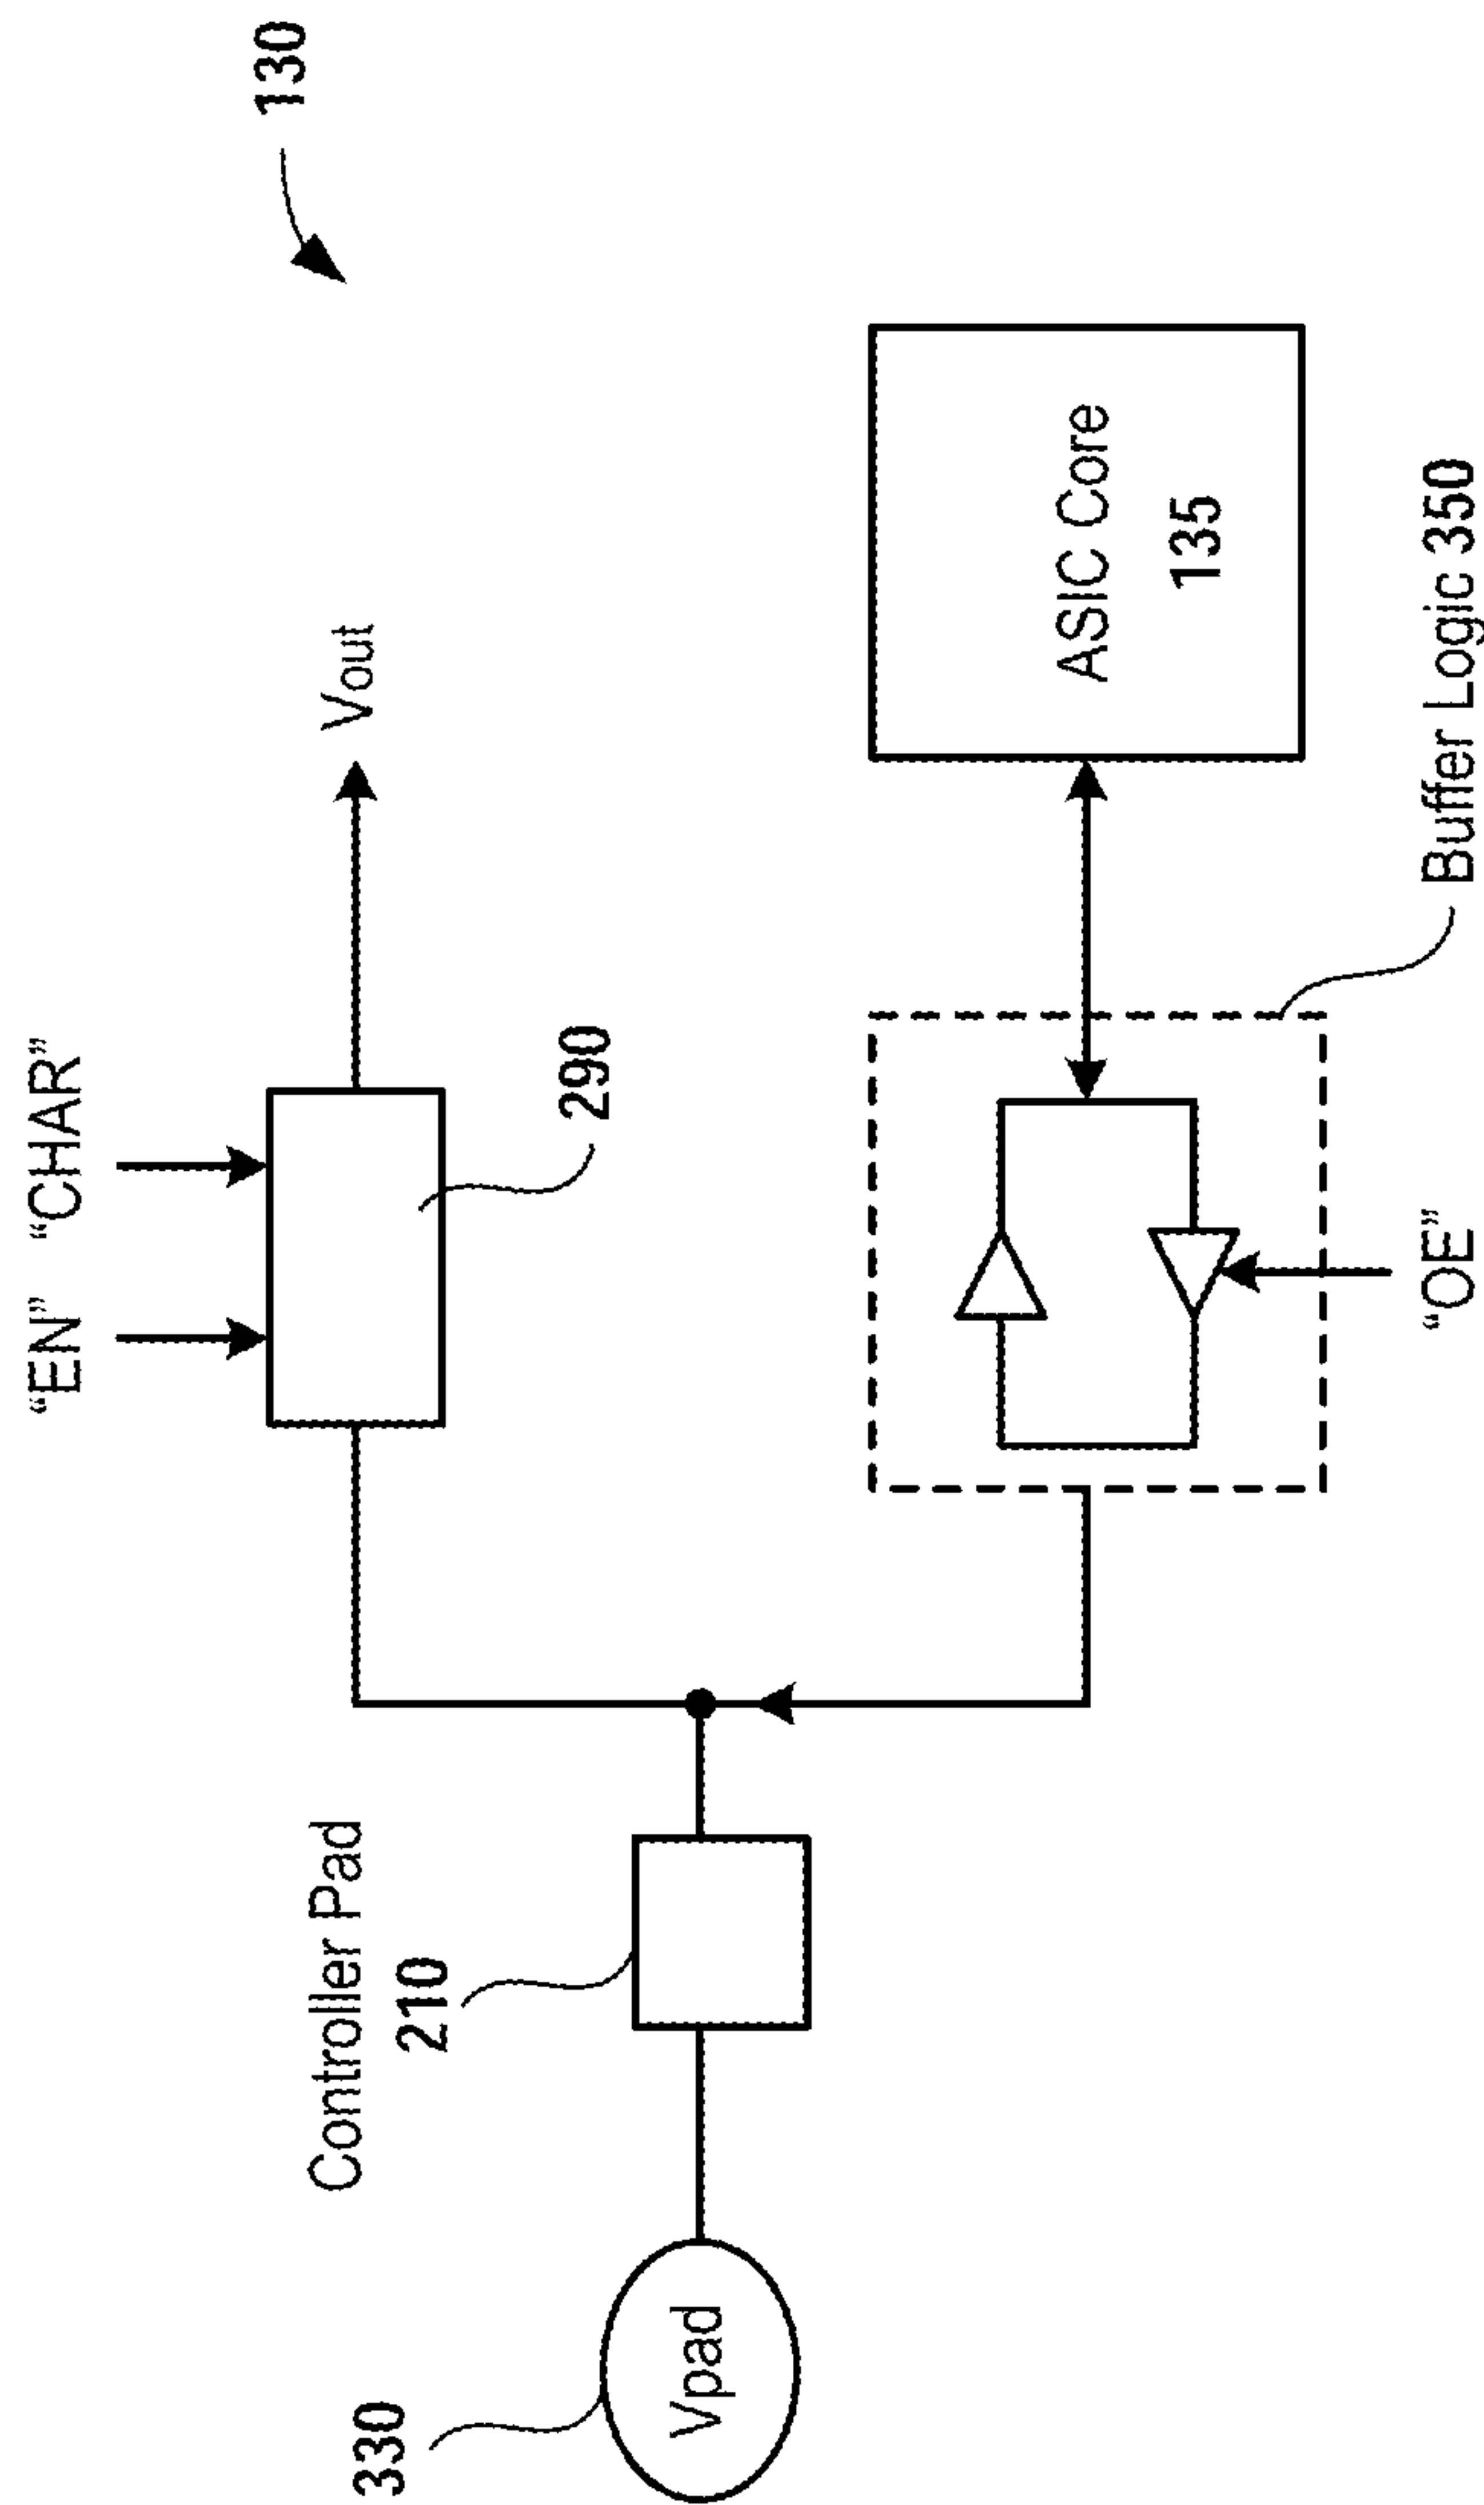 "EN"
"CHAR"
130
Vout
Controller Pad
210
290
330
Vpad
ASIC Core
135
"OE"
Buffer Logic 350